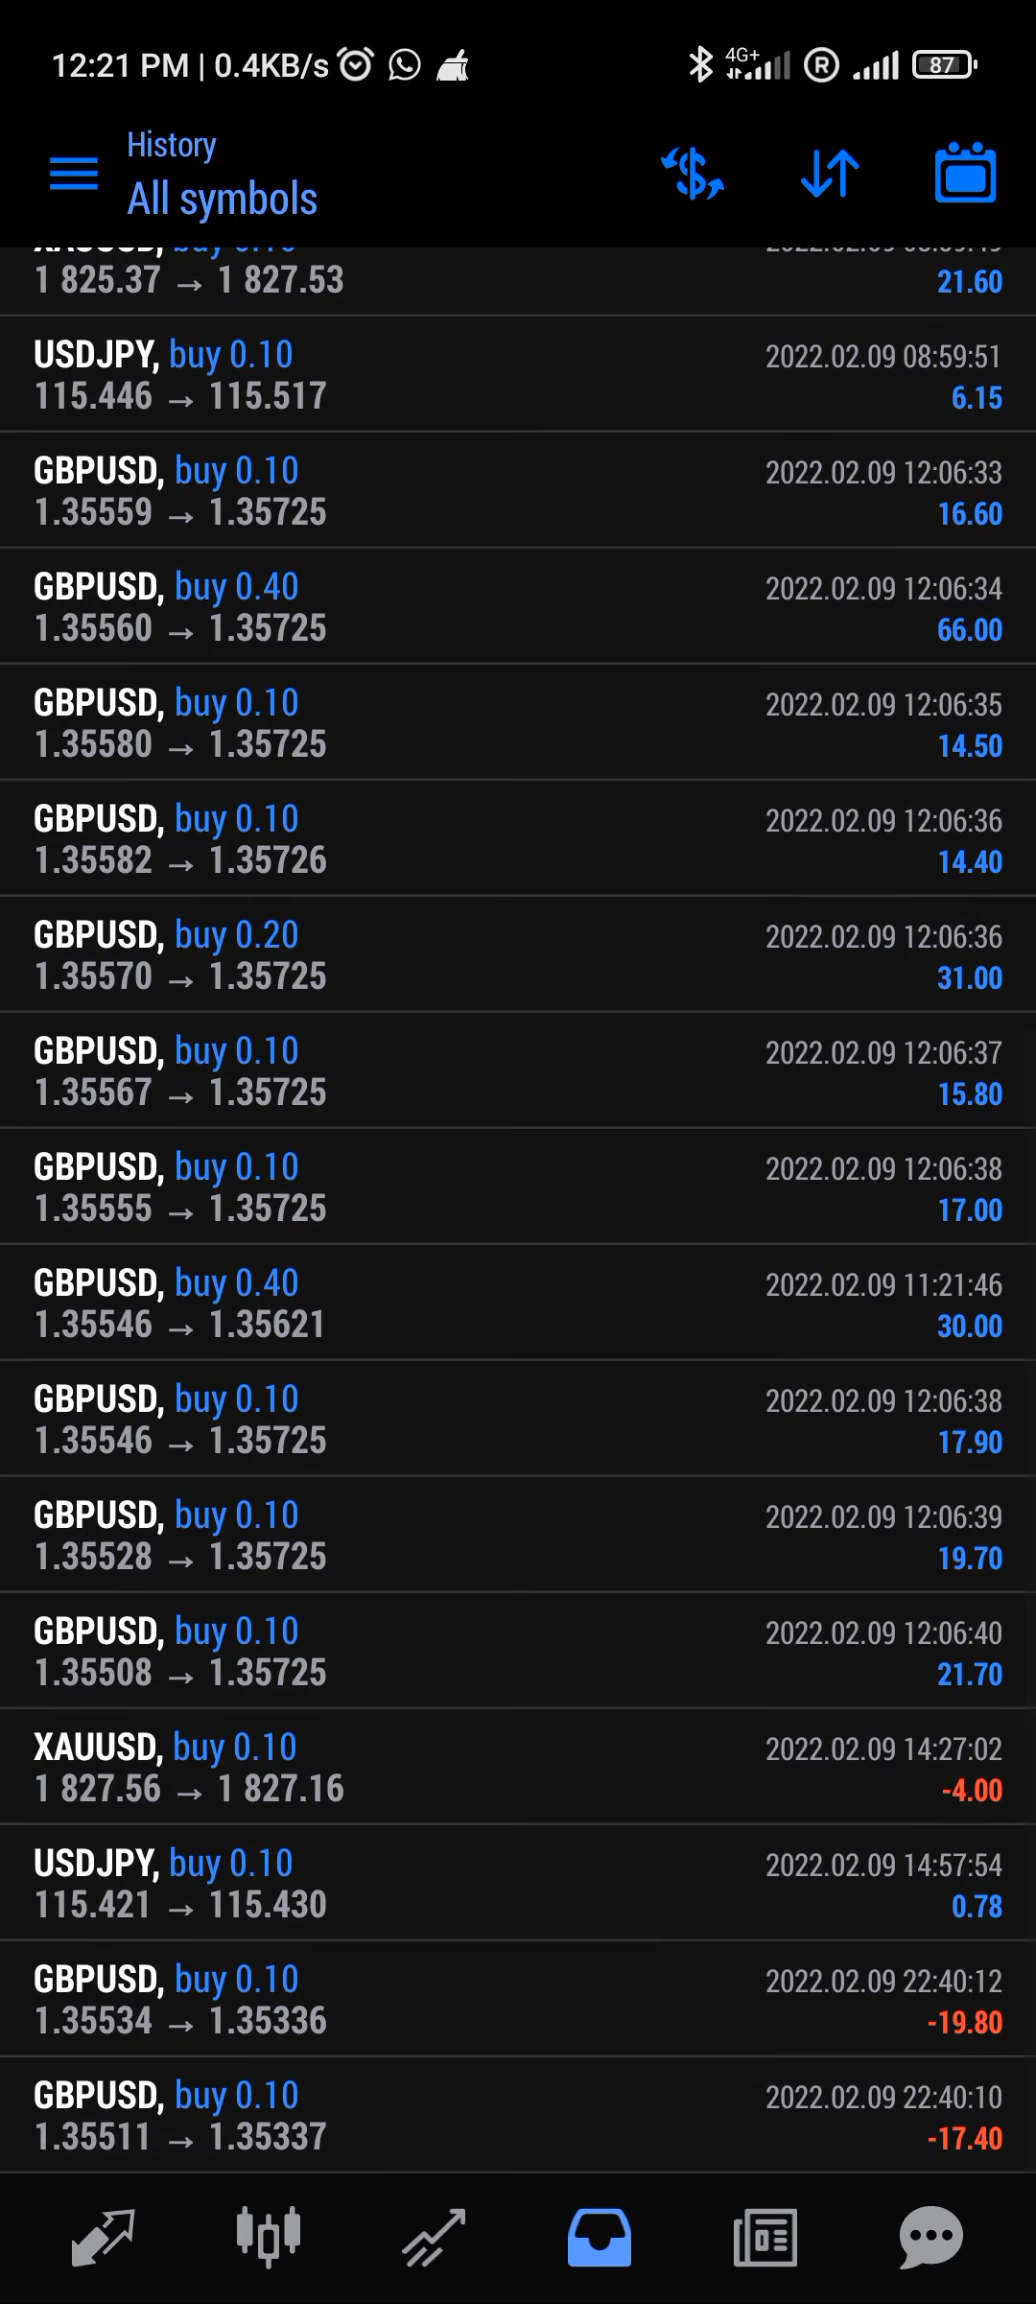 12:21 PM | 0.4KB/s
4G+
R
87
History
All symbols
1 825.37 → 1 827.53
21.60
USDJPY, buy 0.10
2022.02.09 08:59:51
115.446 → 115.517
6.15
GBPUSD, buy 0.10
2022.02.09 12:06:33
1.35559 → 1.35725
16.60
GBPUSD, buy 0.40
2022.02.09 12:06:34
1.35560 → 1.35725
66.00
GBPUSD, buy 0.10
2022.02.09 12:06:35
1.35580 → 1.35725
14.50
GBPUSD, buy 0.10
2022.02.09 12:06:36
1.35582 → 1.35726
14.40
GBPUSD, buy 0.20
2022.02.09 12:06:36
1.35570 → 1.35725
31.00
GBPUSD, buy 0.10
2022.02.09 12:06:37
1.35567 → 1.35725
15.80
GBPUSD, buy 0.10
2022.02.09 12:06:38
1.35555 → 1.35725
17.00
GBPUSD, buy 0.40
2022.02.09 11:21:46
1.35546 → 1.35621
30.00
GBPUSD, buy 0.10
2022.02.09 12:06:38
1.35546 → 1.35725
17.90
GBPUSD, buy 0.10
2022.02.09 12:06:39
1.35528 → 1.35725
19.70
GBPUSD, buy 0.10
2022.02.09 12:06:40
1.35508 → 1.35725
21.70
XAUUSD, buy 0.10
2022.02.09 14:27:02
1 827.56 → 1 827.16
-4.00
USDJPY, buy 0.10
2022.02.09 14:57:54
115.421 → 115.430
0.78
GBPUSD, buy 0.10
2022.02.09 22:40:12
1.35534 → 1.35336
-19.80
GBPUSD, buy 0.10
2022.02.09 22:40:10
1.35511 → 1.35337
-17.40